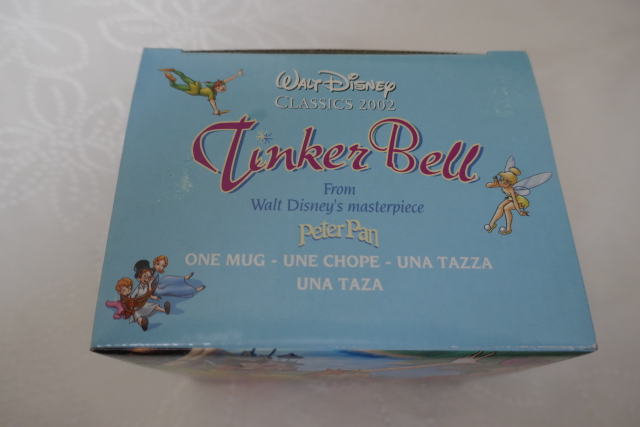 WALT DISNEY
CLASSICS 2002
Tinker Bell
From
Walt Disney's masterpiece
Peter Pan
ONE MUG - UNE CHOPE - UNA TAZZA
UNA TAZA